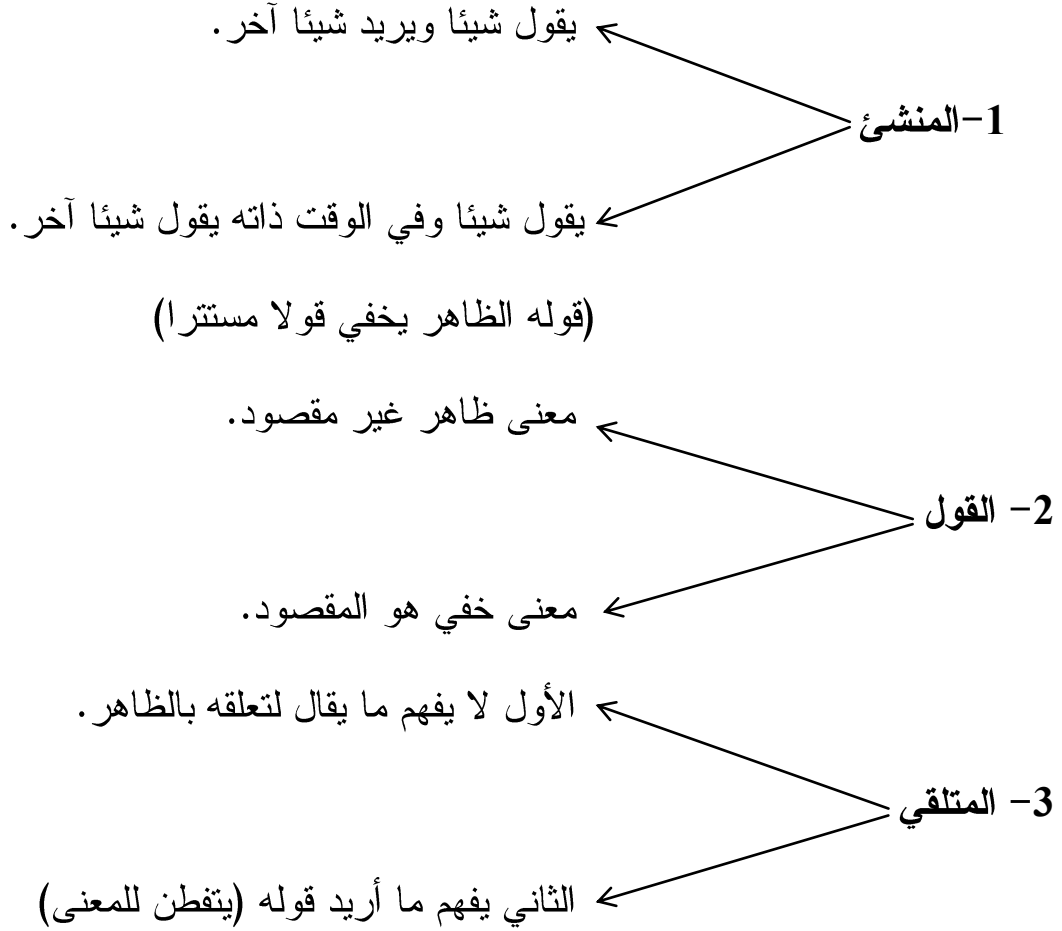 يقول شيئا ويريد شيئا آخر.
1-المنشئ
يقول شيئا وفي الوقت ذاته يقول شيئا آخر.
(قوله الظاهر يخفي قولا مستترا)
معنى ظاهر غير مقصود.
2- القول
معنى خفي هو المقصود.
الأول لا يفهم ما يقال لتعلقه بالظاهر.
3- المتلقي
الثاني يفهم ما أريد قوله (يتفطن للمعنى)